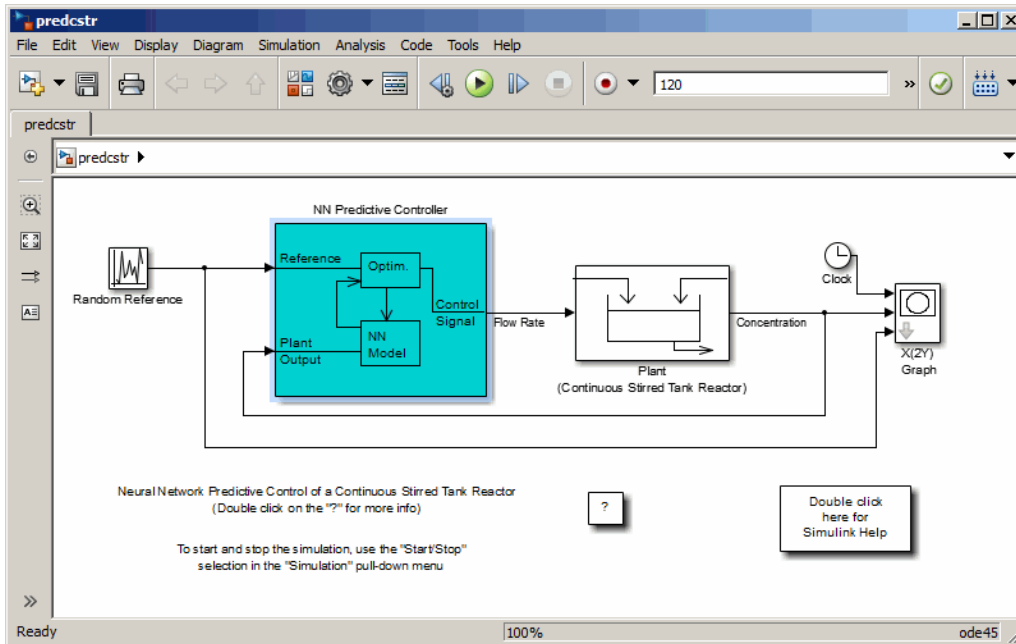 predcstr
File Edit View Display Diagram Simulation Analysis Code Tools Help
120
predcstr
predcstr
NN Predictive Controller
Random Reference
Reference
Optim.
Control
Signal
Plant
Output
NN
Model
Flow Rate
Plant
(Continuous Stirred Tank Reactor)
Concentration
Clock
X(2Y)
Graph
Neural Network Predictive Control of a Continuous Stirred Tank Reactor
(Double click on the "?" for more info)
?
Double click
here for
Simulink Help
To start and stop the simulation, use the "Start/Stop"
selection in the "Simulation" pull-down menu
Ready 100% ode45